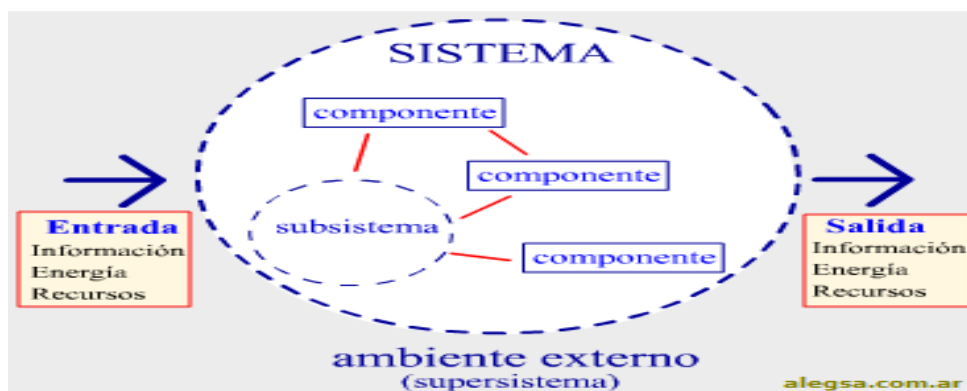 SISTEMA
componente
componente
subsistema
componente
Entrada
Información
Energía
Recursos
Salida
Información
Energía
Recursos
ambiente externo
(supersistema)
alegsa.com.ar